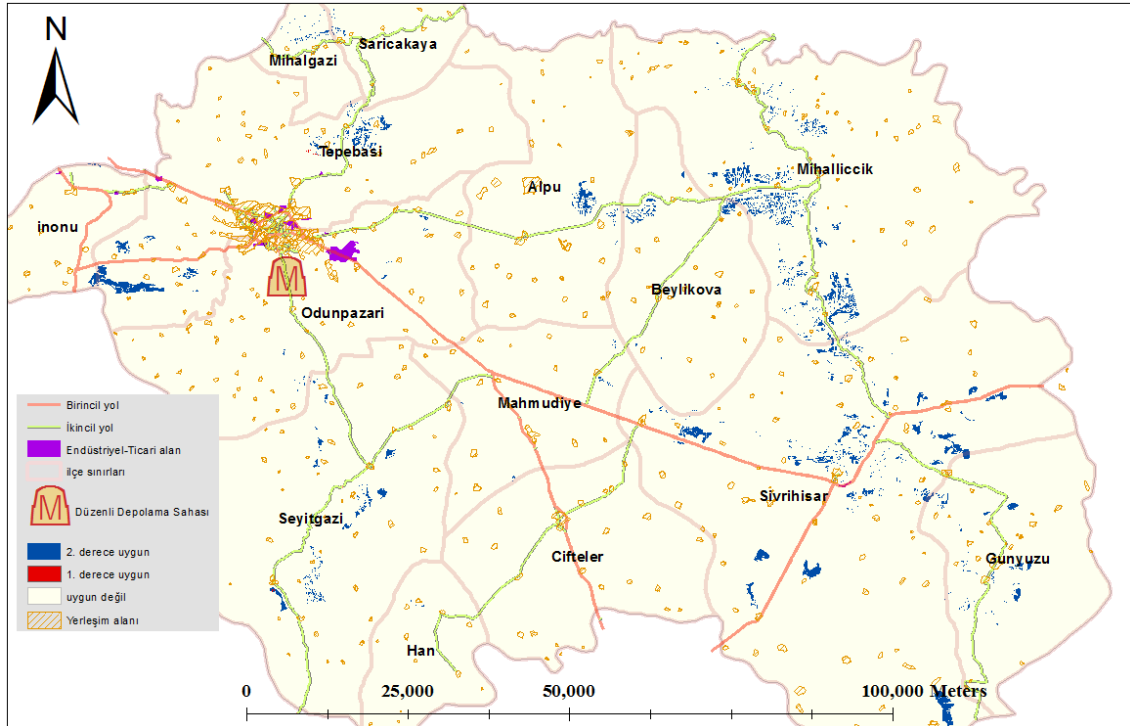 N
Saricakaya
Mihalgazi
Tepebasi
Mihalliccik
Alpu
inonu
Beylikova
Odunpazari
Mahmudiye
Sivrihisar
Seyitgazi
Cifteler
Gunyuzu
Han
Birincil yol
İkincil yol
Endüstriyel-Ticari alan
ilçe sınırları
M
Düzenli Depolama Sahası
2. derece uygun
1. derece uygun
uygun değil
Yerleşim alanı
M
0 25,000 50,000 100,000 Meters